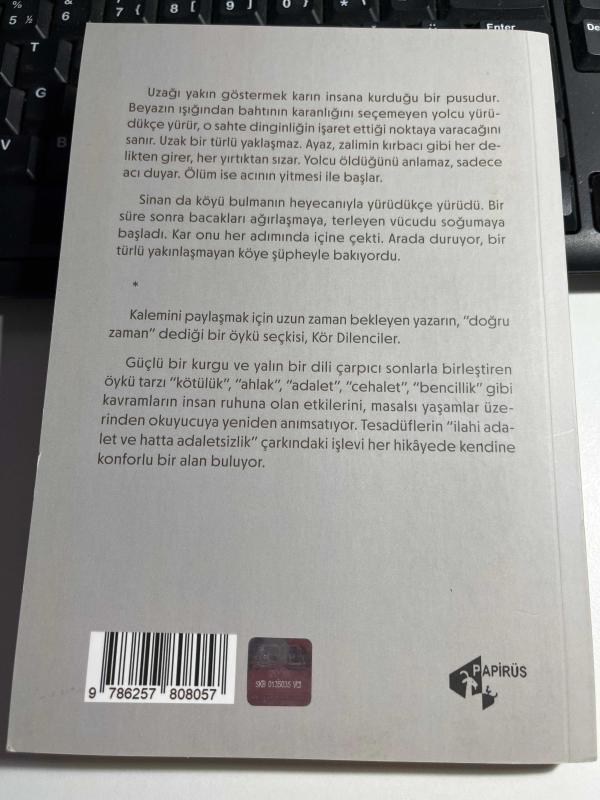 Uzağı yakın göstermek karın insana kurduğu bir pusudur.
Beyazın ışığından bahtının karanlığını seçemeyen yolcu yürü-
dükçe yürür, o sahte dinginliğin işaret ettiği noktaya varacağını
sanır. Uzak bir türlü yaklaşmaz. Ayaz, zalimin kırbacı gibi her de-
likten girer, her yırtıktan sızar. Yolcu öldüğünü anlamaz, sadece
acı duyar. Ölüm ise acının yitmesi ile başlar.
Sinan da köyü bulmanın heyecanıyla yürüdükçe yürüdü. Bir
süre sonra bacakları ağırlaşmaya, terleyen vücudu soğumaya
başladı. Kar onu her adımında içine çekti. Arada duruyor, bir
türlü yakınlaşmayan köye şüpheyle bakıyordu.
*
Kalemini paylaşmak için uzun zaman bekleyen yazarın, "doğru
zaman" dediği bir öykü seçkisi, Kör Dilenciler.
Güçlü bir kurgu ve yalın bir dili çarpıcı sonlarla birleştiren
öykü tarzı "kötülük", "ahlak", "adalet", "cehalet", "bencillik" gibi
kavramların insan ruhuna olan etkilerini, masalsı yaşamlar üze-
rinden okuyucuya yeniden anımsatıyor. Tesadüflerin "ilahi ada-
let ve hatta adaletsizlik" çarkındaki işlevi her hikâyede kendine
konforlu bir alan buluyor.
9 786257 808057
PAPİRÜS